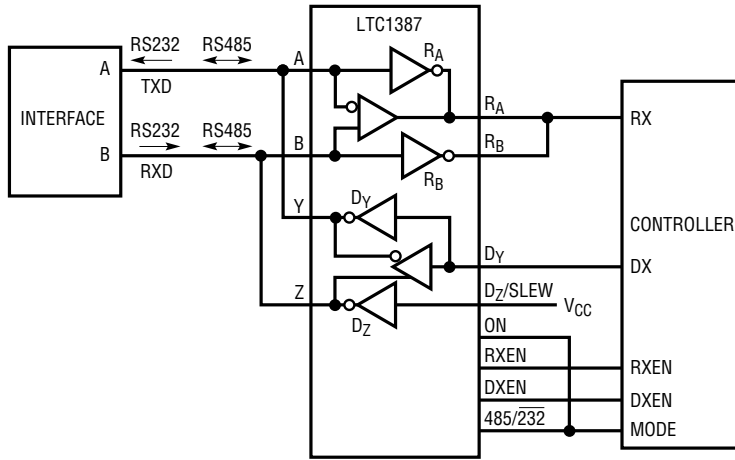 LTC1387
RS232 RS485
A A
TXD
INTERFACE
RS232 RS485
B B
RXD
RA
RA
RB
RB
RX
CONTROLLER
Y
DY
DY
DX
Z
DZ
DZ/SLEW
VCC
ON
RXEN RXEN
DXEN DXEN
485/232 MODE